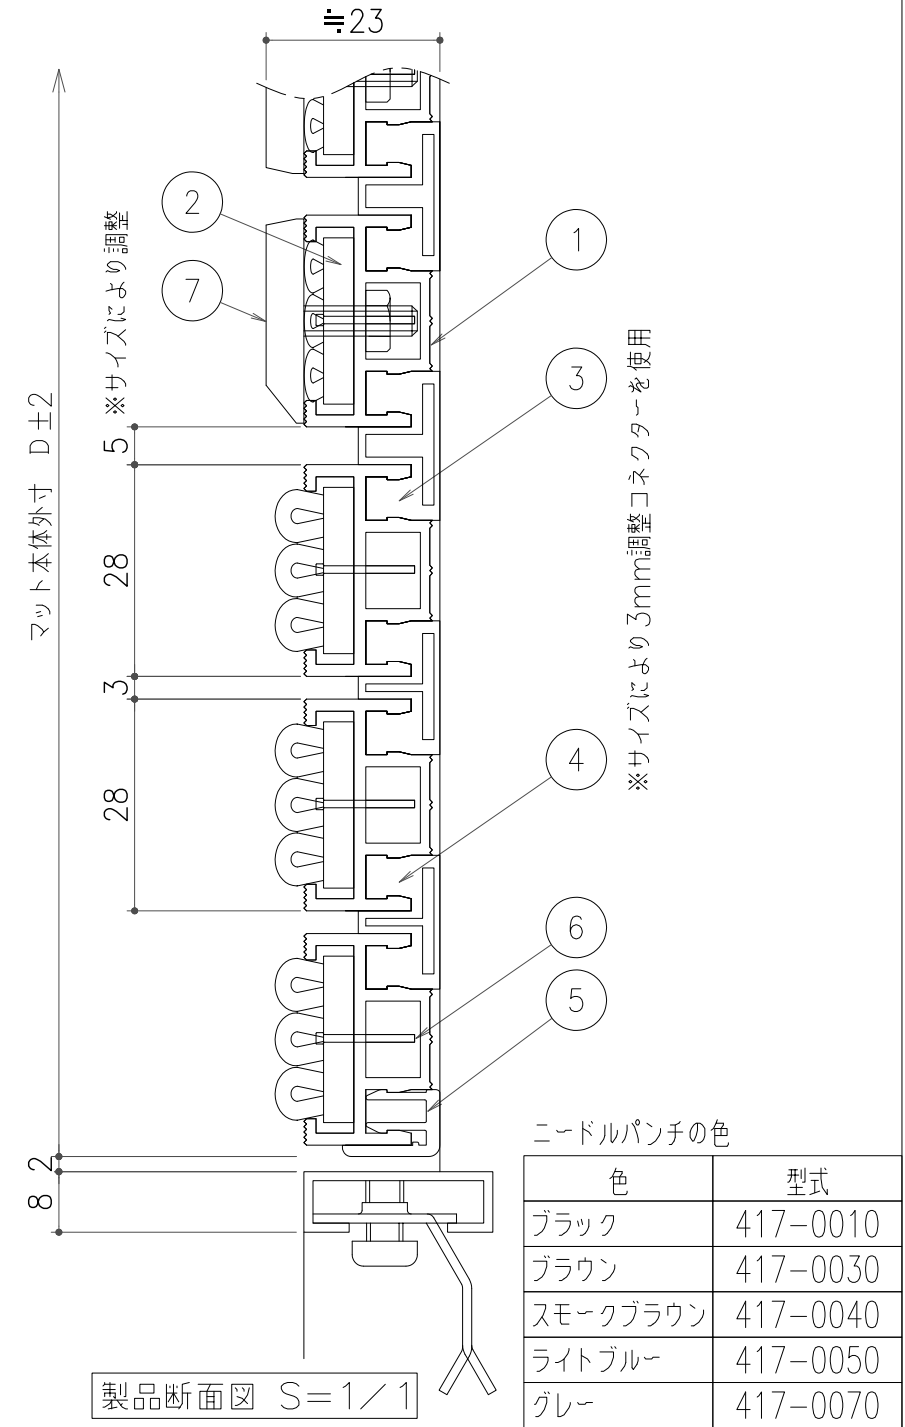 ≒23
マット本体外寸 D±2
※サイズにより調整
5
28
3
28
2
8
2
7
1
3
4
6
5
※サイズにより3mm調整コネクターを使用
ニードルパンチの色
色 型式
ブラック 417-0010
ブラウン 417-0030
スモークブラウン 417-0040
ライトブルー 417-0050
グレー 417-0070
製品断面図 S=1/1